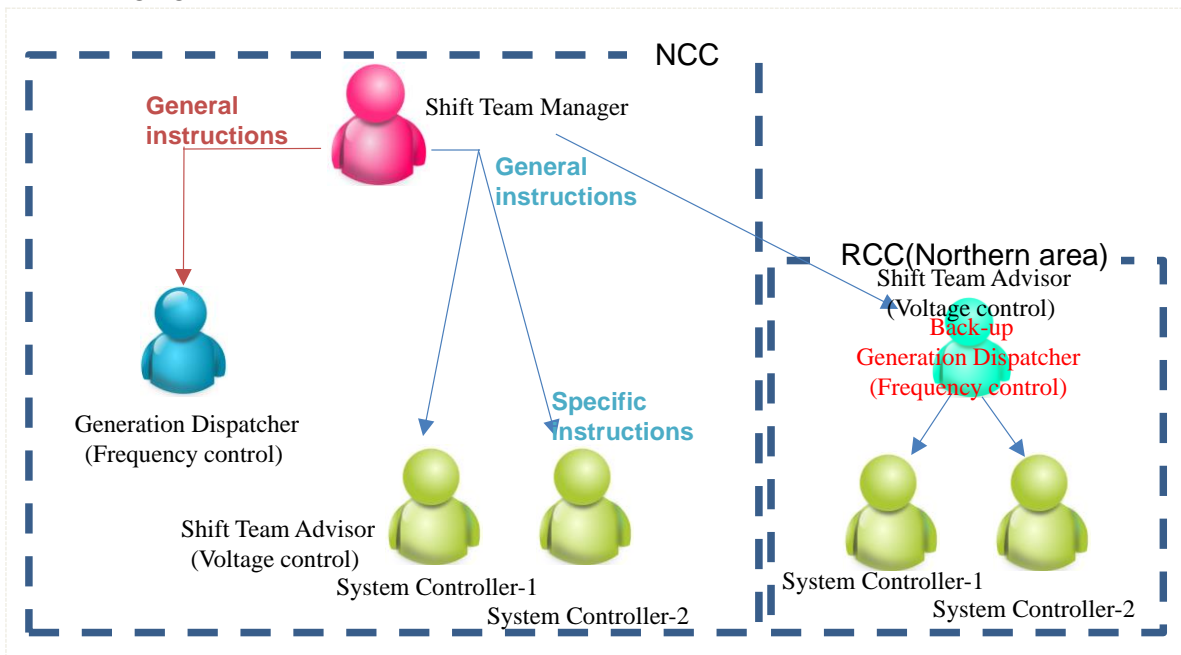 NCC
Shift Team Manager
General
instructions
General
instructions
RCC(Northern area)
Shift Team Advisor
(Voltage control)
Back-up
Generation Dispatcher
(Frequency control)
Specific
instructions
Generation Dispatcher
(Frequency control)
Shift Team Advisor
(Voltage control)
System Controller-1
System Controller-2
System Controller-1
System Controller-2